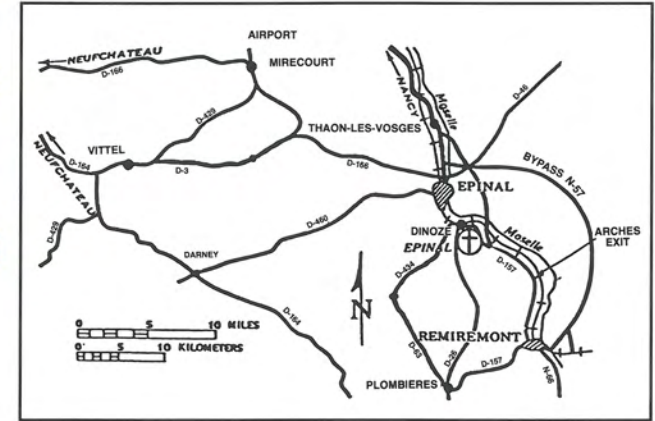 AIRPORT
NEUFCHATEAU
MIRECOURT
D-166
NANCY
Moselle
D-46
D-429
THAON-LES-VOSGES
NEUFCHATEAU
VITTEL
D-164
D-3
D-166
BYPASS N-57
EPINAL
D-429
D-460
DINOZE
EPINAL
Moselle
ARCHES
EXIT
DARNEY
D-434
D-157
N
D-164
0 5 10 MILES
0 5 10 KILOMETERS
REMIREMONT
D-63
D-26
D-157
N-66
PLOMBIERES